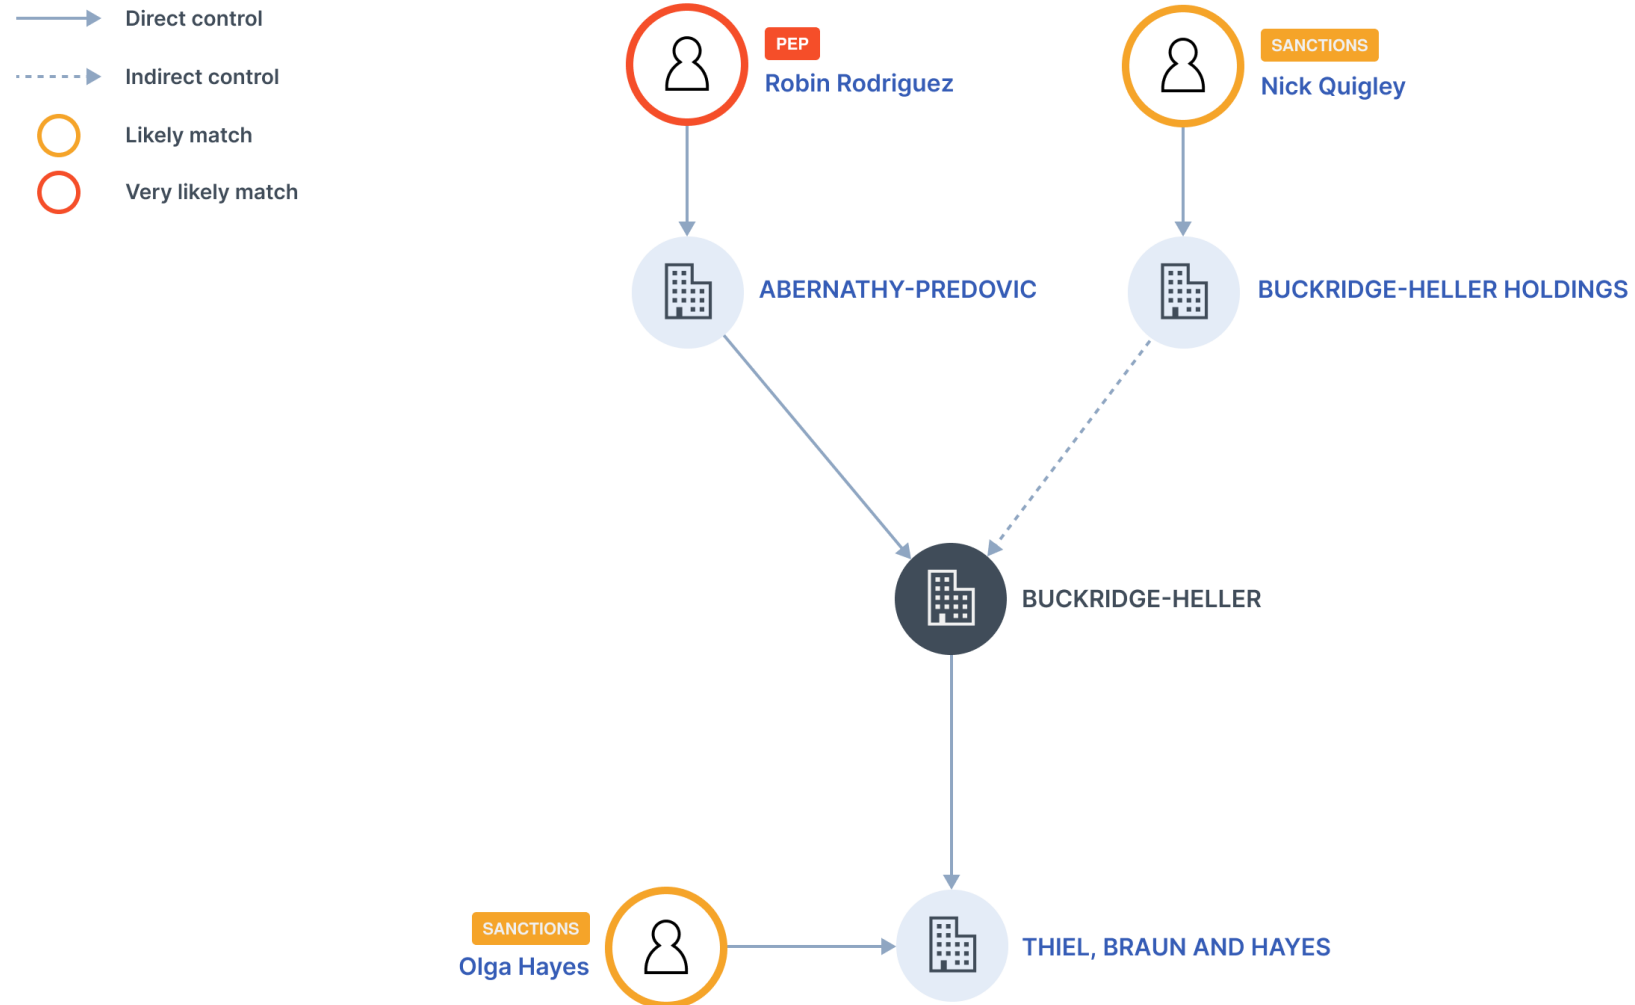 Direct control
Indirect control
Likely match
Very likely match
PEP
Robin Rodriguez
SANCTIONS
Nick Quigley
ABERNATHY-PREDOVIC
BUCKRIDGE-HELLER HOLDINGS
BUCKRIDGE-HELLER
SANCTIONS
Olga Hayes
THIEL, BRAUN AND HAYES